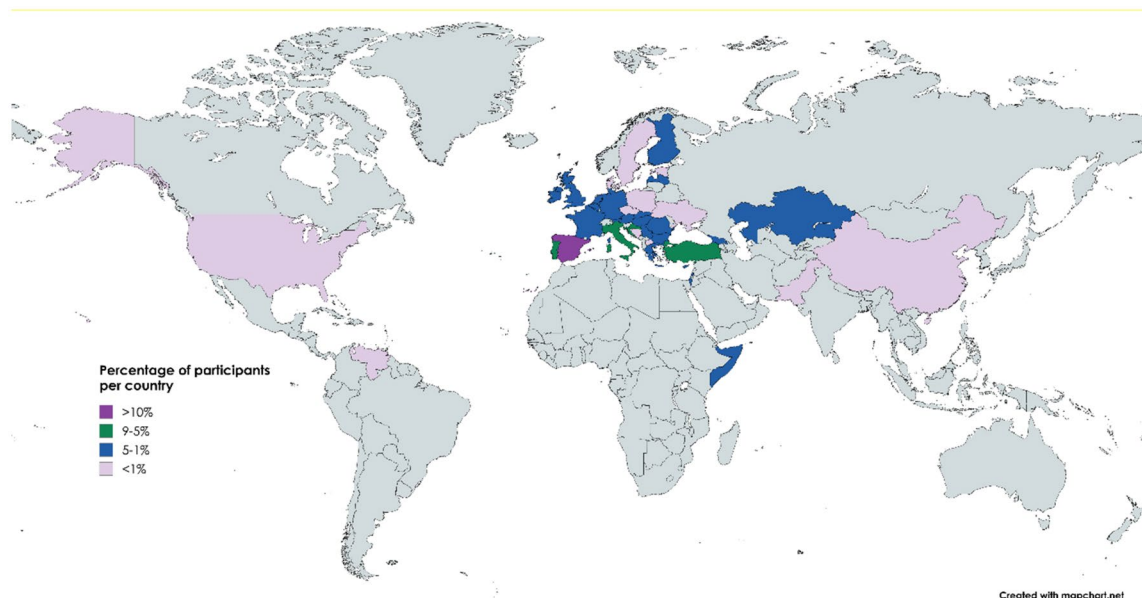 Percentage of participants
per country
>10%
9-5%
5-1%
<1%
Created with mapchart.net